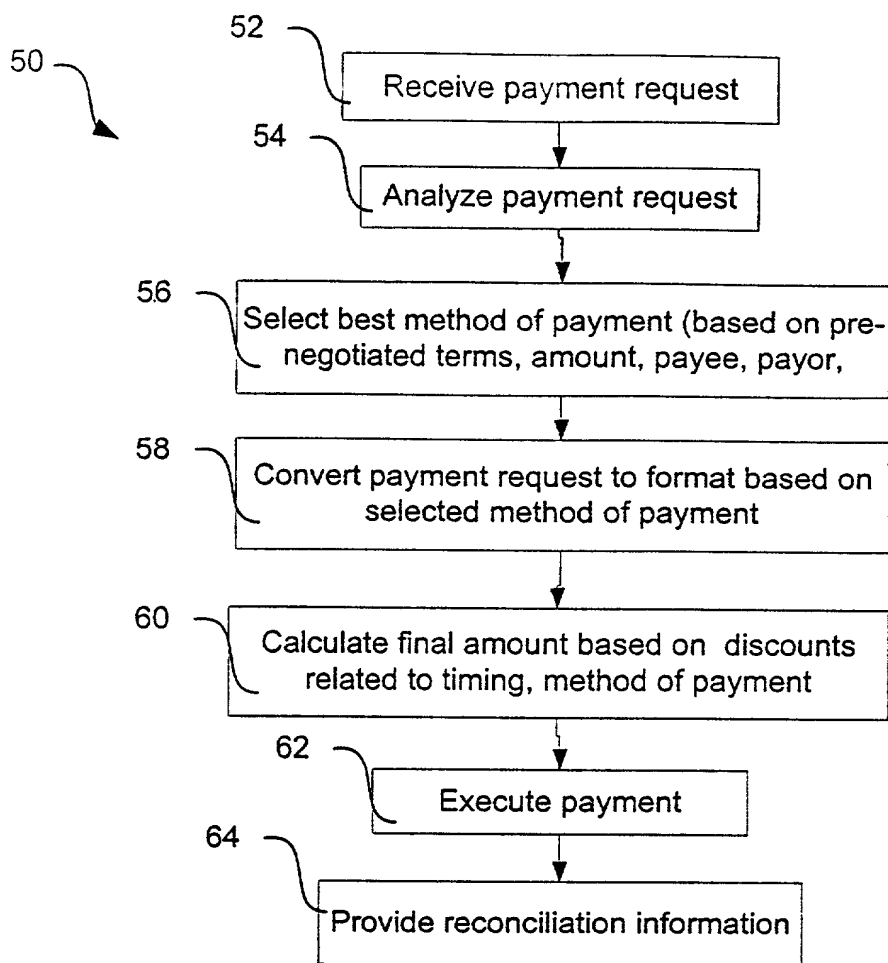 52
50
Receive payment request
54
Analyze payment request
56
Select best method of payment (based on pre-
negotiated terms, amount, payee, payor,
58
Convert payment request to format based on
selected method of payment
60
Calculate final amount based on discounts
related to timing, method of payment
62
Execute payment
64
Provide reconciliation information